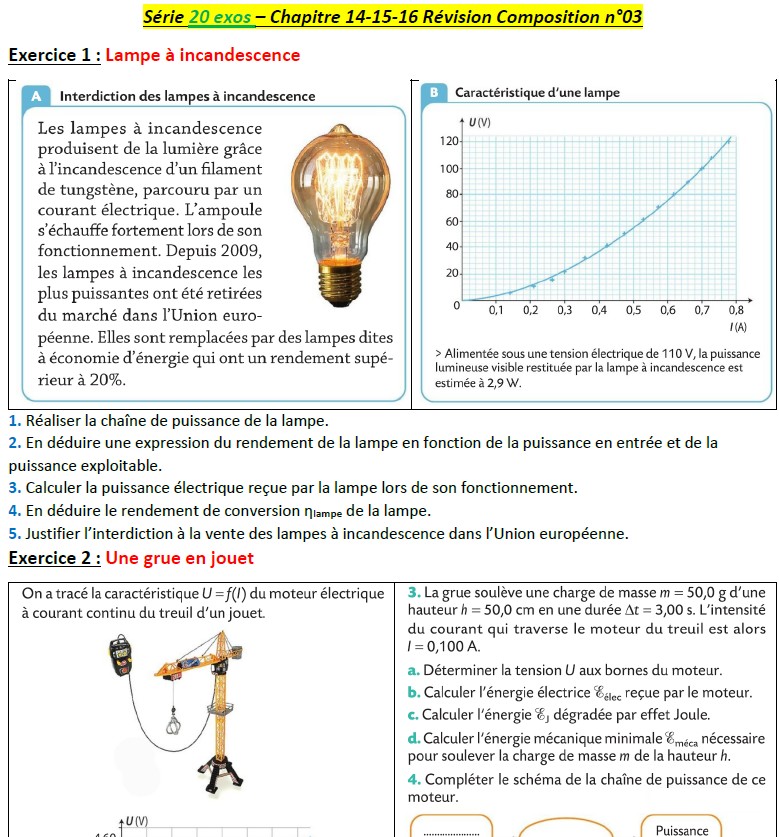 Série 20 exos – Chapitre 14-15-16 Révision Composition n°03
Exercice 1 : Lampe à incandescence
A Interdiction des lampes à incandescence
Les lampes à incandescence
produisent de la lumière grâce
à l'incandescence d'un filament
de tungstène, parcouru par un
courant électrique. L'ampoule
s'échauffe fortement lors de son
fonctionnement. Depuis 2009,
les lampes à incandescence les
plus puissantes ont été retirées
du marché dans l'Union euro-
péenne. Elles sont remplacées par des lampes dites
à économie d'énergie qui ont un rendement supé-
rieur à 20%.
B Caractéristique d'une lampe
U (V)
120
100
80
60
40
20
0 0,1 0,2 0,3 0,4 0,5 0,6 0,7 0,8
I (A)
> Alimentée sous une tension électrique de 110 V, la puissance
lumineuse visible restituée par la lampe à incandescence est
estimée à 2,9 W.
1. Réaliser la chaîne de puissance de la lampe.
2. En déduire une expression du rendement de la lampe en fonction de la puissance en entrée et de la
puissance exploitable.
3. Calculer la puissance électrique reçue par la lampe lors de son fonctionnement.
4. En déduire le rendement de conversion ηlampe de la lampe.
5. Justifier l'interdiction à la vente des lampes à incandescence dans l'Union européenne.
Exercice 2 : Une grue en jouet
On a tracé la caractéristique U = f(I) du moteur électrique
à courant continu du treuil d'un jouet.
U (V)
3. La grue soulève une charge de masse m = 50,0 g d'une
hauteur h = 50,0 cm en une durée Δt = 3,00 s. L'intensité
du courant qui traverse le moteur du treuil est alors
I = 0,100 A.
a. Déterminer la tension U aux bornes du moteur.
b. Calculer l'énergie électrice ℰélec reçue par le moteur.
c. Calculer l'énergie ℰJ dégradée par effet Joule.
d. Calculer l'énergie mécanique minimale ℰméca nécessaire
pour soulever la charge de masse m de la hauteur h.
4. Compléter le schéma de la chaîne de puissance de ce
moteur.
......................
Puissance